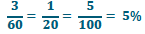 3/60 = 1/20 = 5/100 = 5%